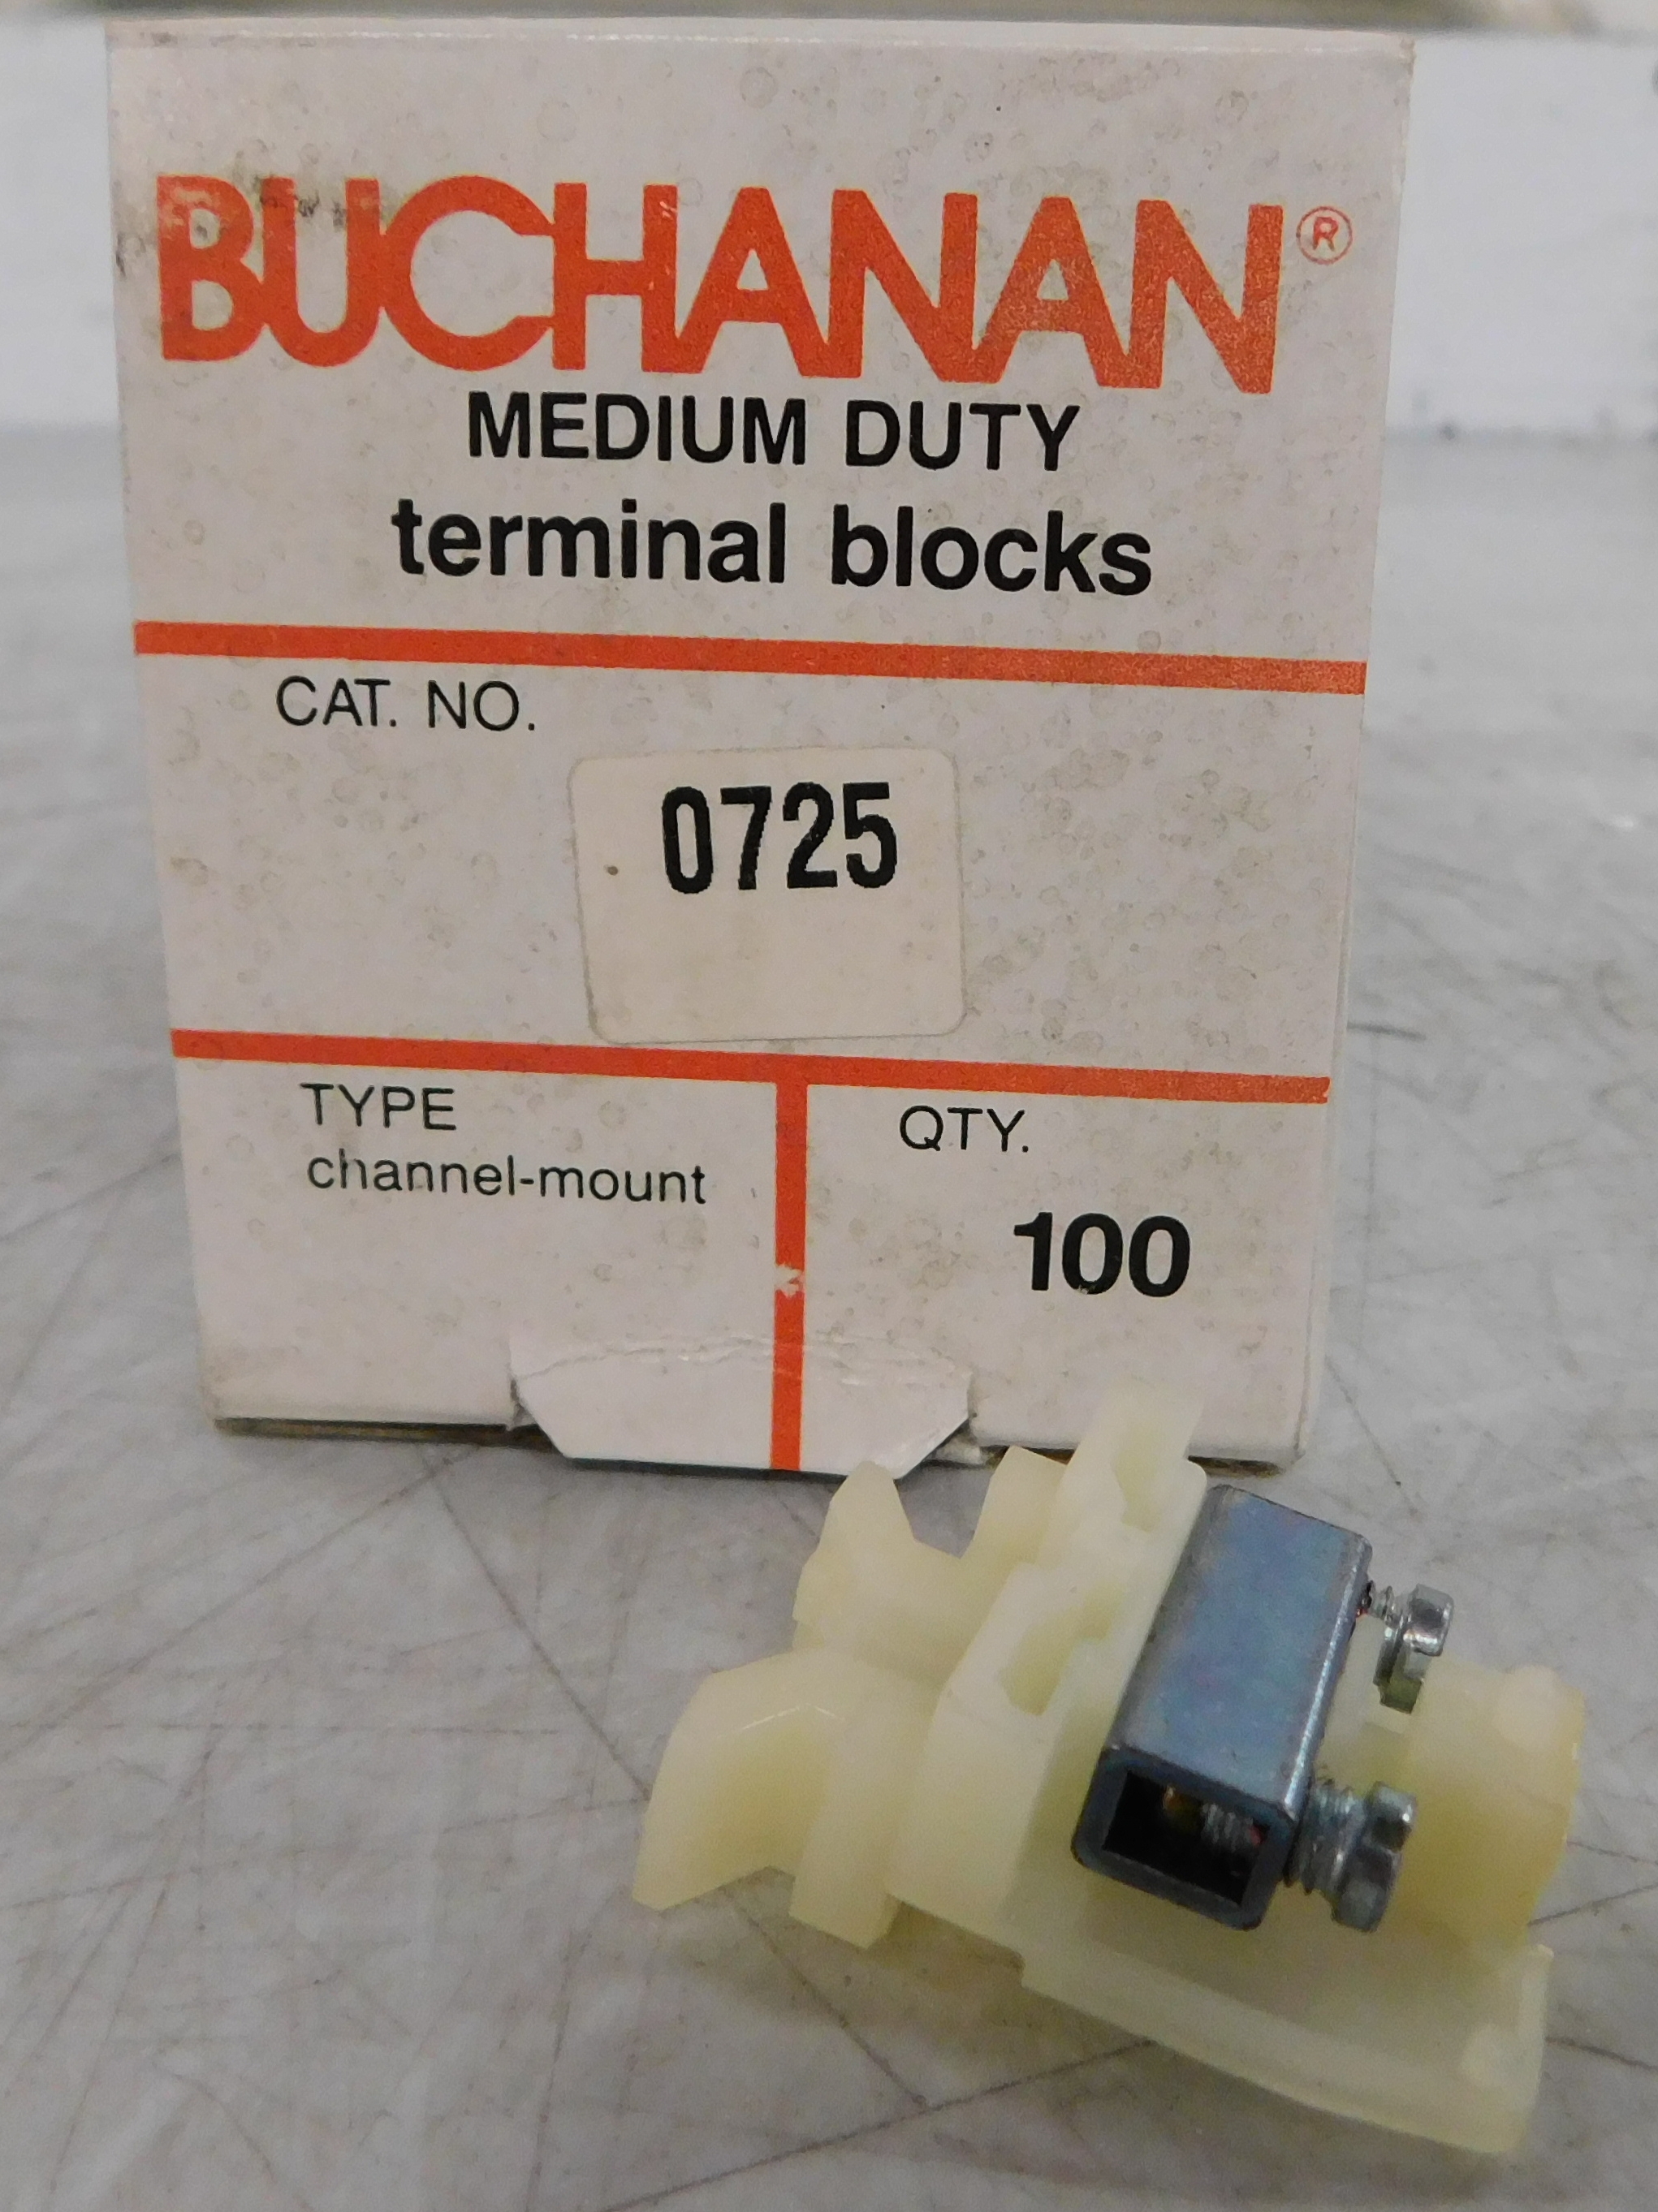 BUCHANAN®
MEDIUM DUTY
terminal blocks
CAT. NO.
0725
TYPE
channel-mount
QTY.
100